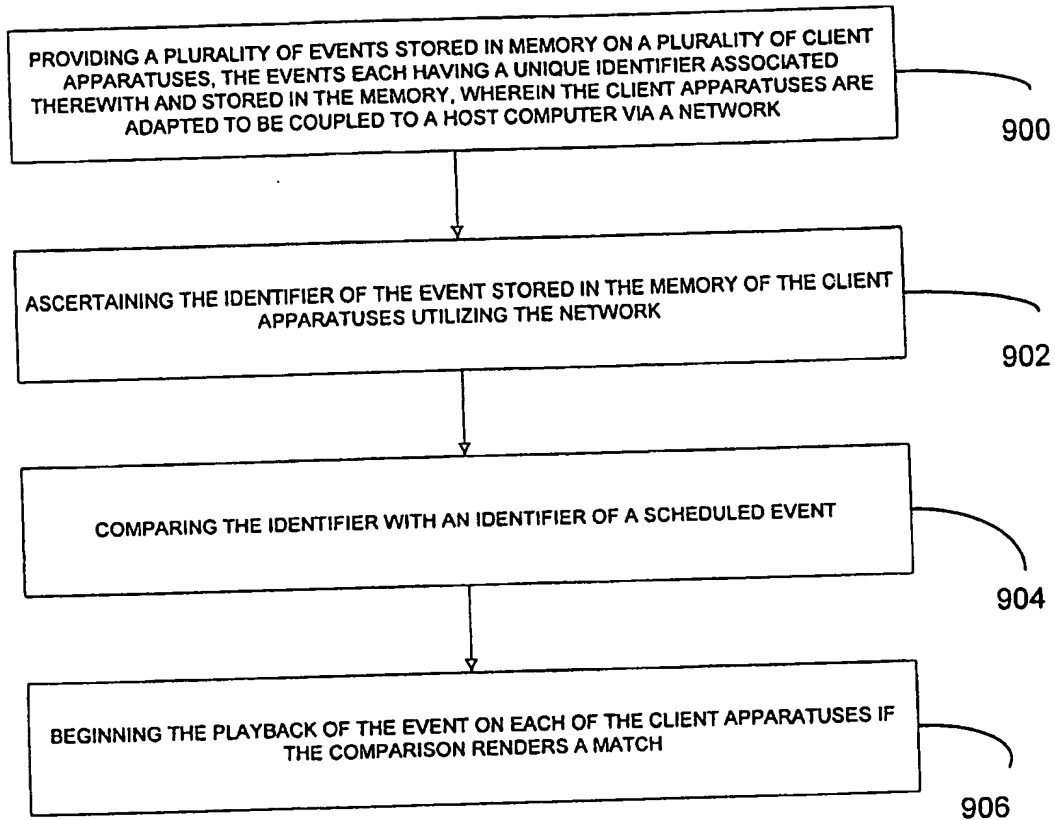 PROVIDING A PLURALITY OF EVENTS STORED IN MEMORY ON A PLURALITY OF CLIENT
APPARATUSES, THE EVENTS EACH HAVING A UNIQUE IDENTIFIER ASSOCIATED
THEREWITH AND STORED IN THE MEMORY, WHEREIN THE CLIENT APPARATUSES ARE
ADAPTED TO BE COUPLED TO A HOST COMPUTER VIA A NETWORK
900
ASCERTAINING THE IDENTIFIER OF THE EVENT STORED IN THE MEMORY OF THE CLIENT
APPARATUSES UTILIZING THE NETWORK
902
COMPARING THE IDENTIFIER WITH AN IDENTIFIER OF A SCHEDULED EVENT
904
BEGINNING THE PLAYBACK OF THE EVENT ON EACH OF THE CLIENT APPARATUSES IF
THE COMPARISON RENDERS A MATCH
906